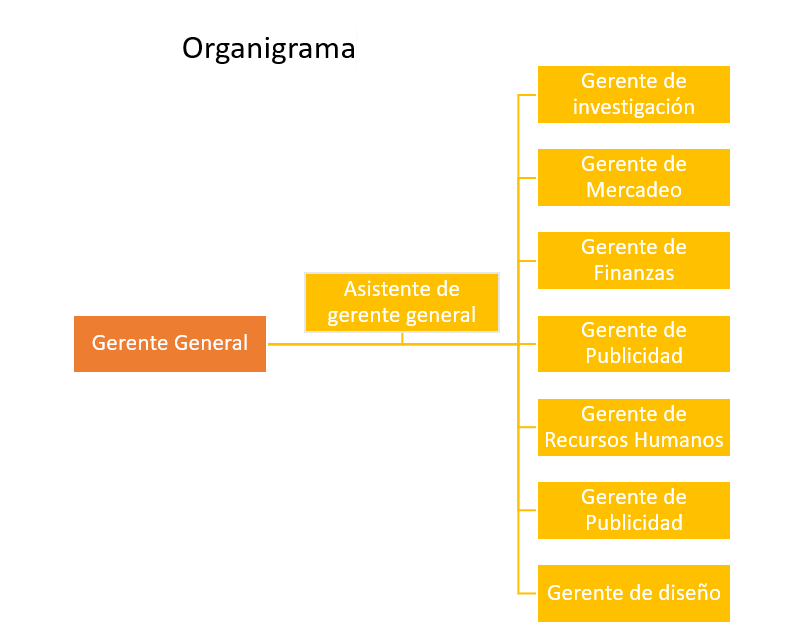 Organigrama
Gerente de
investigación
Gerente de
Mercadeo
Gerente de
Finanzas
Asistente de
gerente general
Gerente General
Gerente de
Publicidad
Gerente de
Recursos Humanos
Gerente de
Publicidad
Gerente de diseño